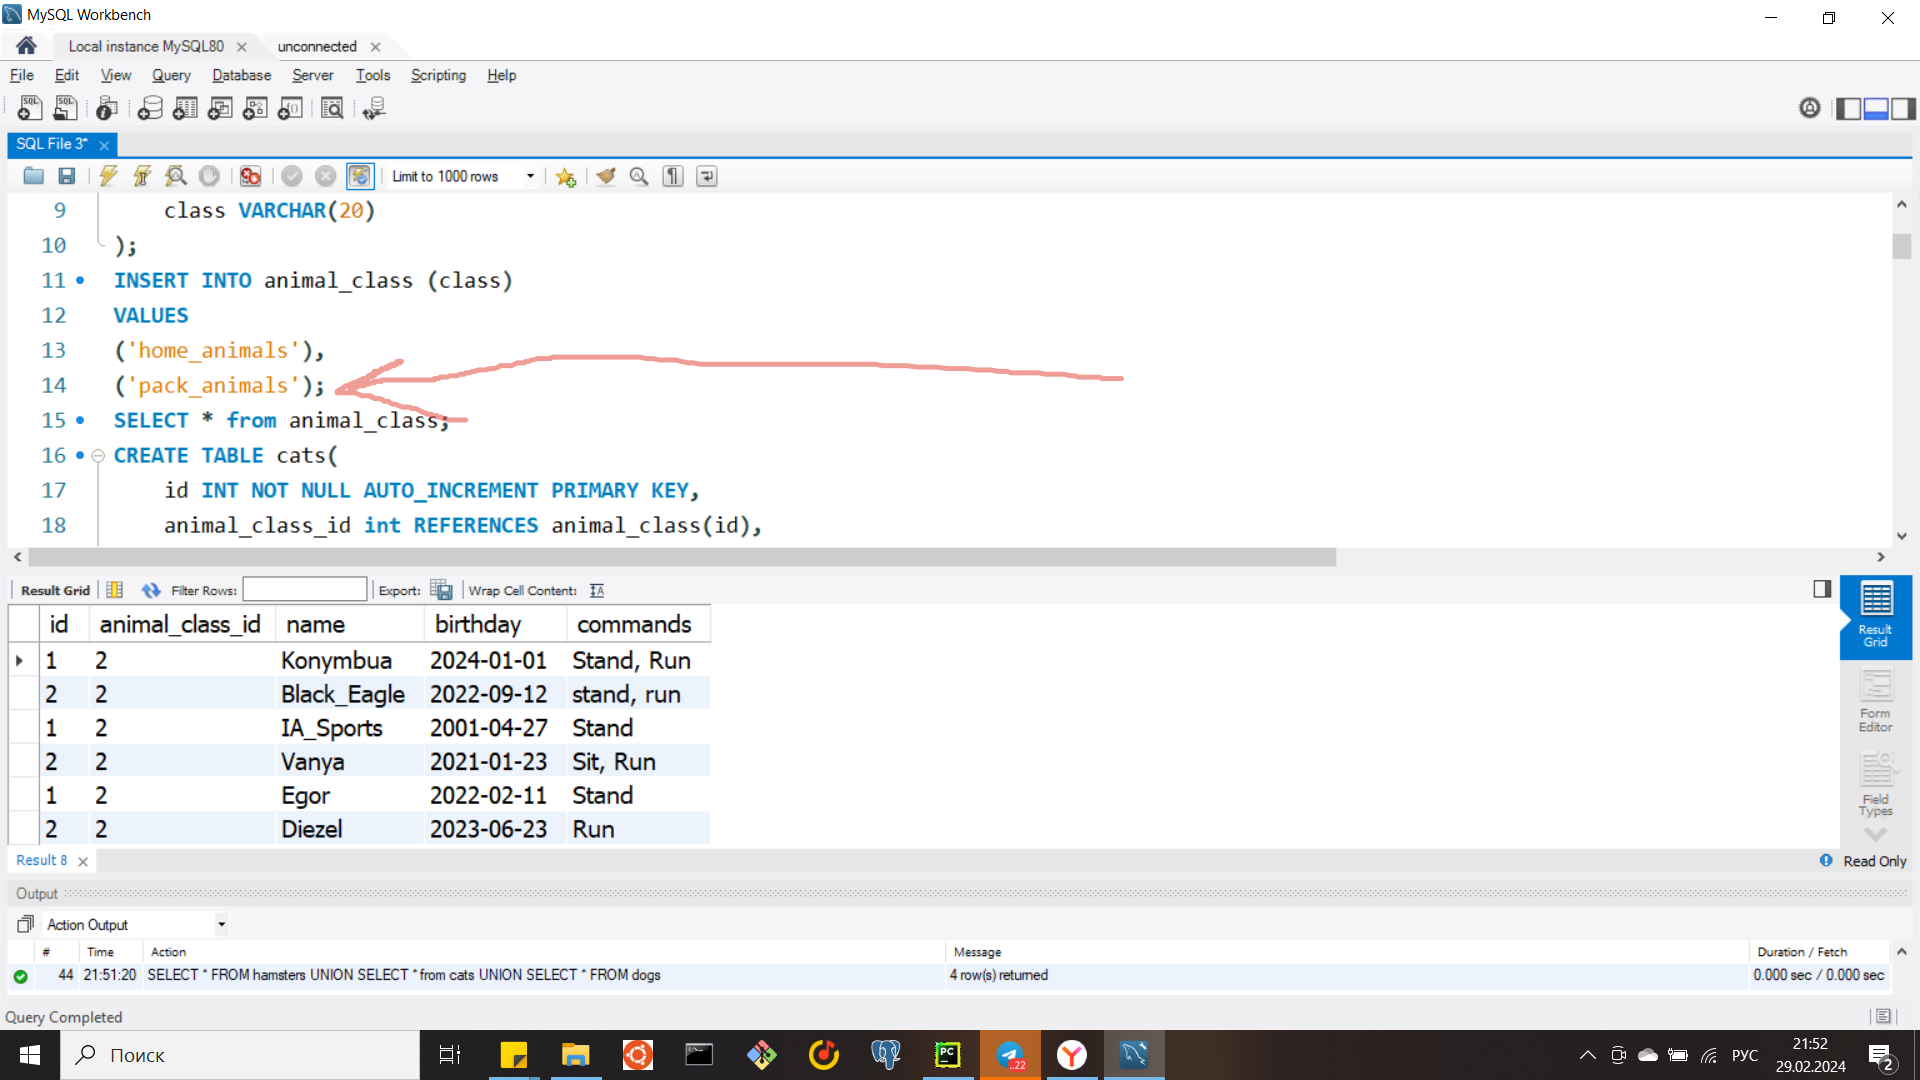 MySQL Workbench
Local instance MySQL80
unconnected
File Edit View Query Database Server Tools Scripting Help
SQL File 3*
Limit to 1000 rows
9 class VARCHAR(20)
10 );
11 INSERT INTO animal_class (class)
12 VALUES
13 ('home_animals'),
14 ('pack_animals');
15 SELECT * from animal_class;
16 CREATE TABLE cats(
17 id INT NOT NULL AUTO_INCREMENT PRIMARY KEY,
18 animal_class_id int REFERENCES animal_class(id),
Result Grid Filter Rows: Export: Wrap Cell Content:
id animal_class_id name birthday commands
1 2 Konymbua 2024-01-01 Stand, Run
2 2 Black_Eagle 2022-09-12 stand, run
1 2 IA_Sports 2001-04-27 Stand
2 2 Vanya 2021-01-23 Sit, Run
1 2 Egor 2022-02-11 Stand
2 2 Diezel 2023-06-23 Run
Result
Grid
Form
Editor
Field
Types
Result 8
Read Only
Output
Action Output
# Time Action Message Duration / Fetch
44 21:51:20 SELECT * FROM hamsters UNION SELECT * from cats UNION SELECT * FROM dogs 4 row(s) returned 0.000 sec / 0.000 sec
Query Completed
Поиск
PC
..22
РУС
21:52
29.02.2024
2